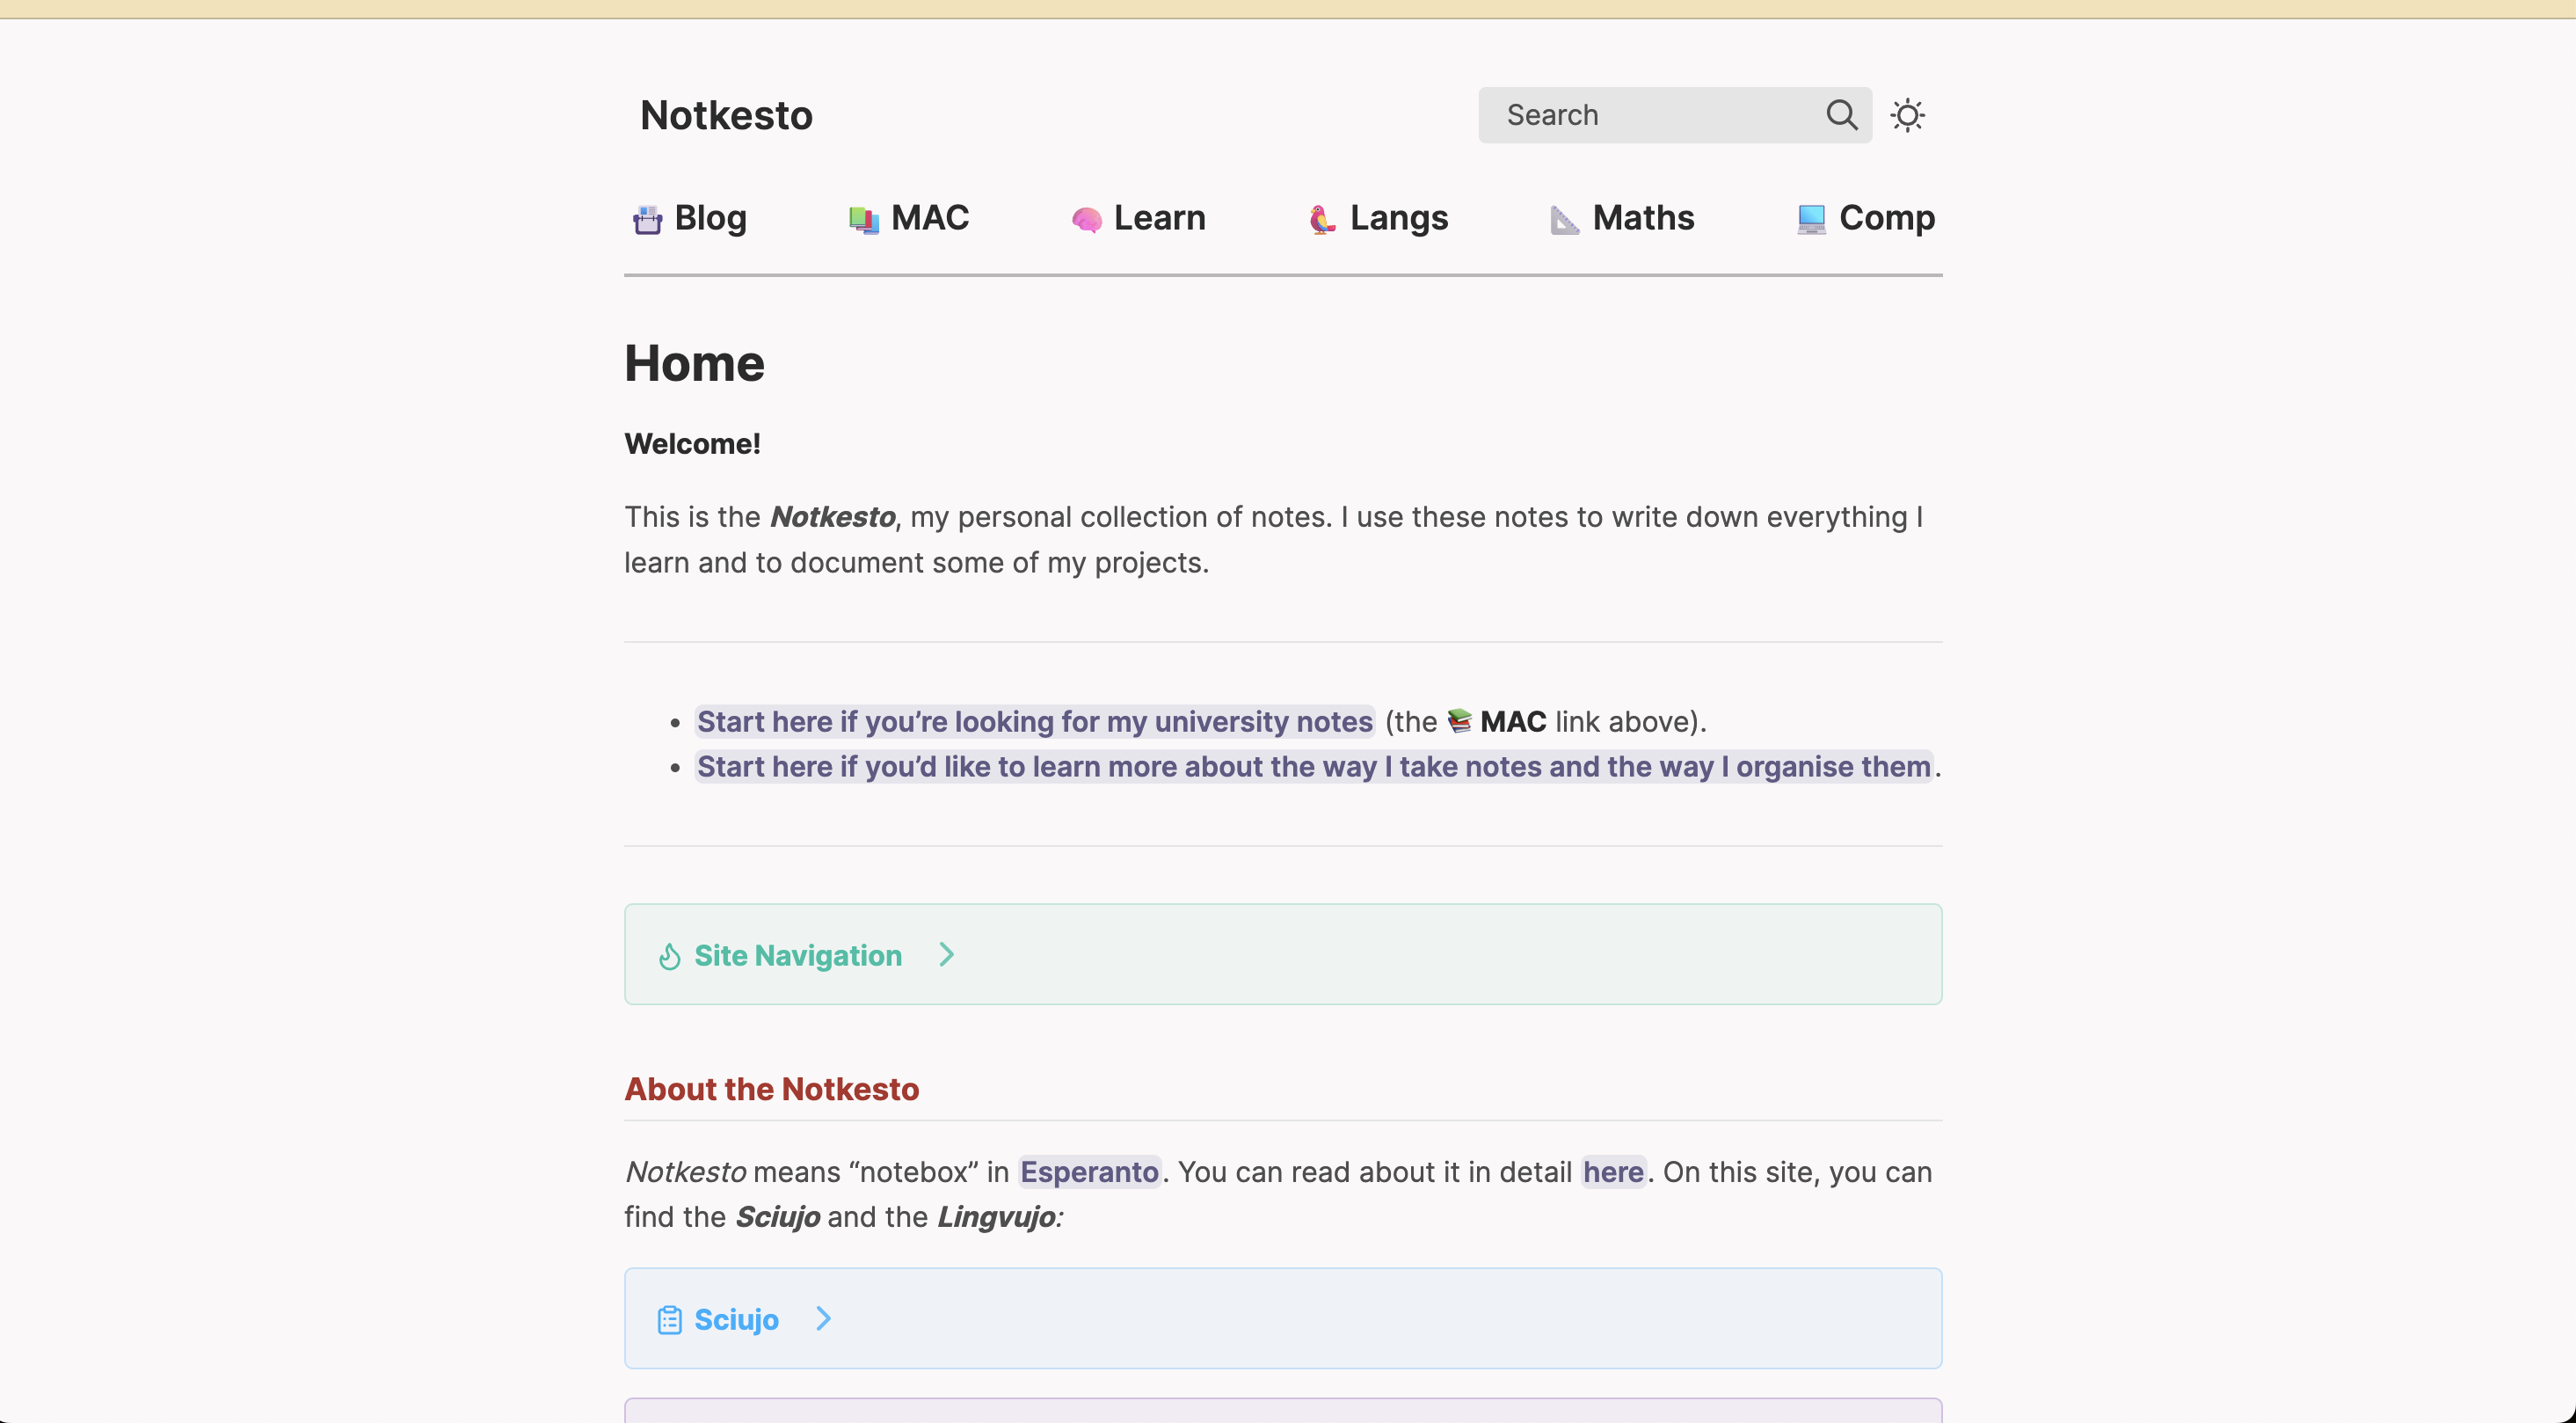 Notkesto
Search
Blog
MAC
Learn
Langs
Maths
Comp
Home
Welcome!
This is the Notkesto, my personal collection of notes. I use these notes to write down everything I
learn and to document some of my projects.
Start here if you’re looking for my university notes (the 📚 MAC link above).
Start here if you’d like to learn more about the way I take notes and the way I organise them.
Site Navigation
About the Notkesto
Notkesto means “notebox” in Esperanto. You can read about it in detail here. On this site, you can
find the Sciujo and the Lingvujo:
Sciujo